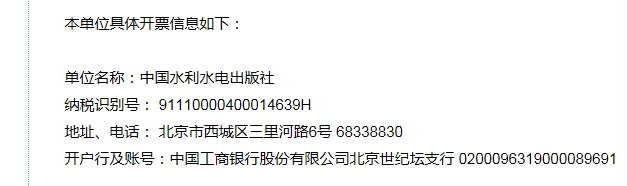 本单位具体开票信息如下：
单位名称：中国水利水电出版社
纳税识别号： 91110000400014639H
地址、电话： 北京市西城区三里河路6号 68338830
开户行及账号：中国工商银行股份有限公司北京世纪坛支行 0200096319000089691